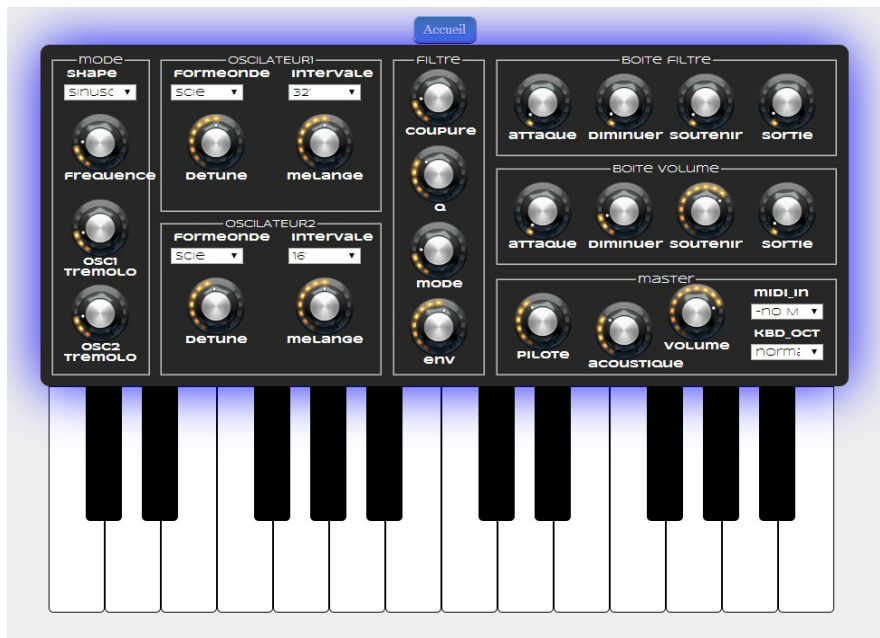 Accueil
mode
shape
sinusc
Frequence
osc1
Tremolo
osc2
Tremolo
OSCILATEUR1
Formeonde
intervale
scie
32'
Detune
melange
OSCILATEUR2
Formeonde
intervale
scie
16'
Detune
melange
Filtre
coupure
Q
mode
env
Boite Filtre
attaque
Diminuer
soutenir
sortie
Boite volume
attaque
Diminuer
soutenir
sortie
master
Pilote
acoustique
volume
midi_in
-no m
KBD_OCT
norma